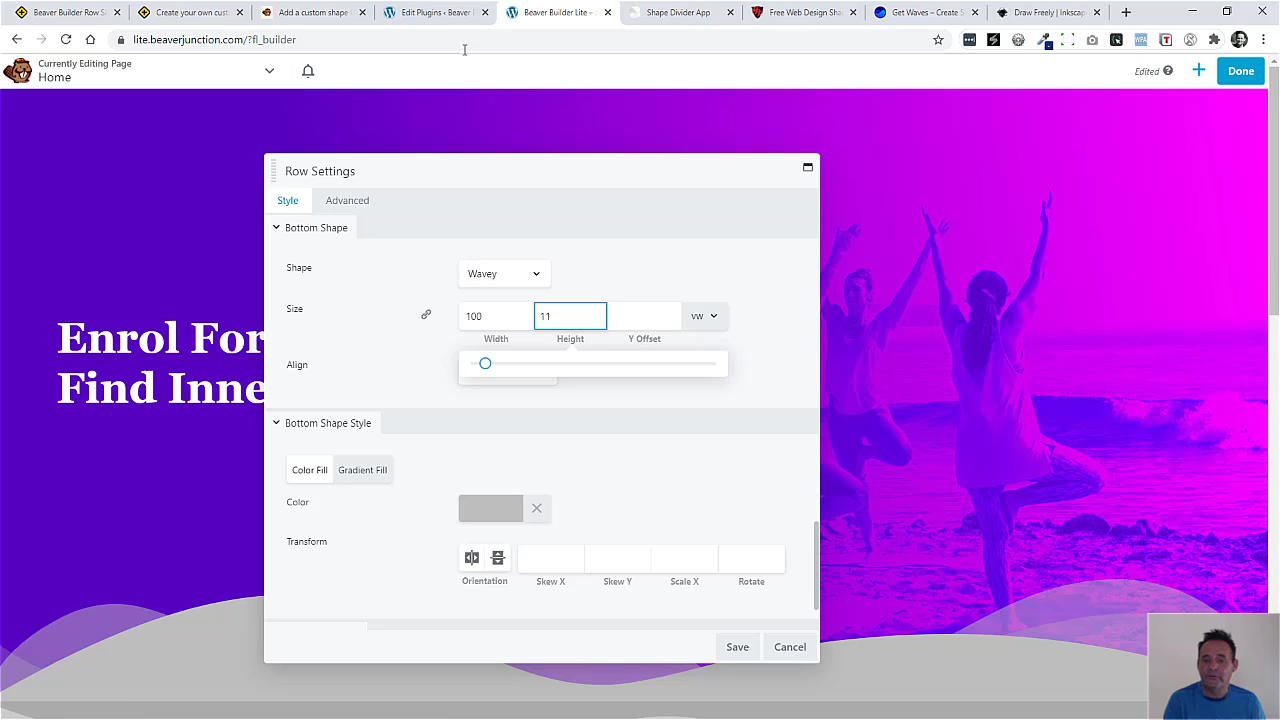 Beaver Builder Row S
Create your own cust
Add a custom shape
Edit Plugins ‹ Beaver
Beaver Builder Lite –
Shape Divider App
Free Web Design Sha
Get Waves – Create S
Draw Freely | Inkscap
lite.beaverjunction.com/?fl_builder
Currently Editing Page
Home
Edited
Done
Enrol For
Find Inne
Row Settings
Style
Advanced
Bottom Shape
Shape
Wavey
Size
100
11
vw
Width
Height
Y Offset
Align
Bottom Shape Style
Color Fill
Gradient Fill
Color
Transform
Orientation
Skew X
Skew Y
Scale X
Rotate
Save
Cancel